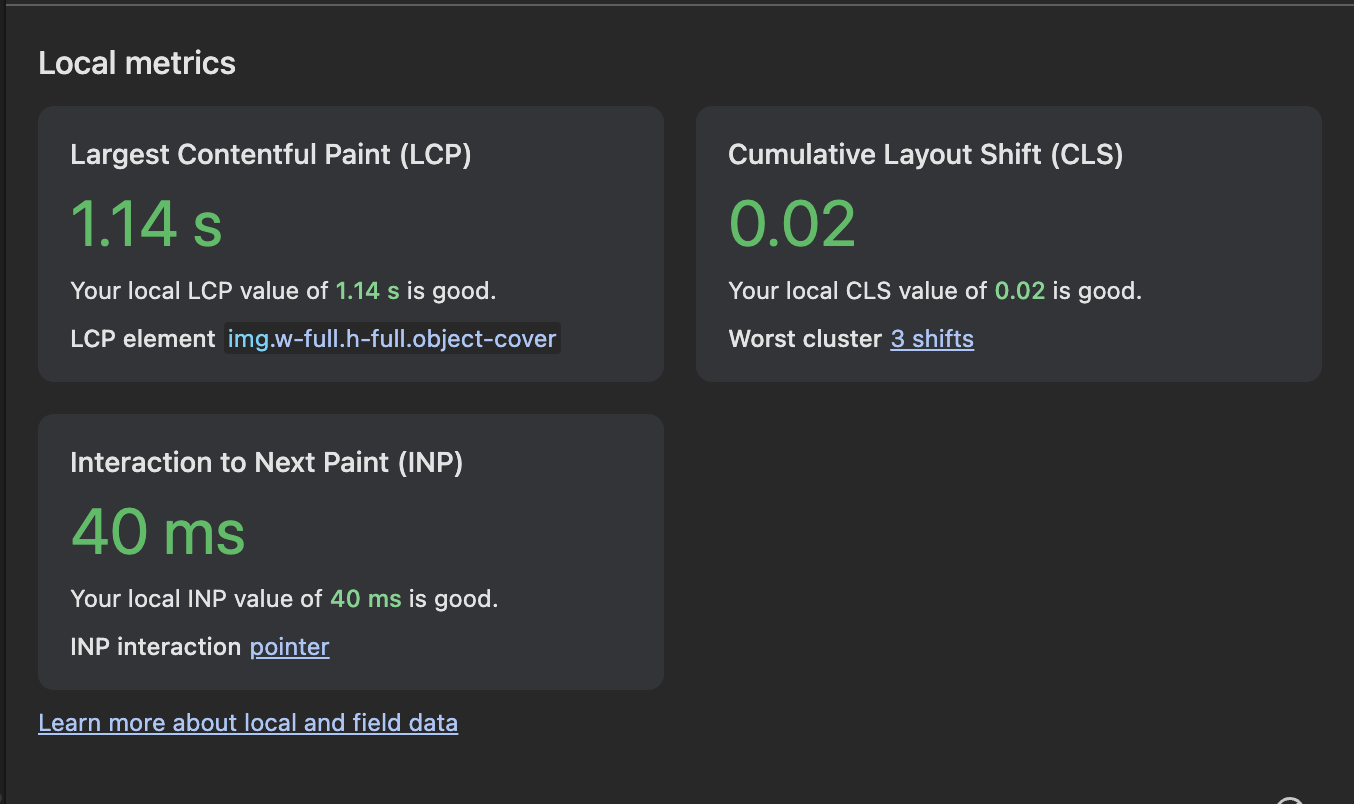 Local metrics
Largest Contentful Paint (LCP)
1.14 s
Your local LCP value of 1.14 s is good.
LCP element img.w-full.h-full.object-cover
Cumulative Layout Shift (CLS)
0.02
Your local CLS value of 0.02 is good.
Worst cluster 3 shifts
Interaction to Next Paint (INP)
40 ms
Your local INP value of 40 ms is good.
INP interaction pointer
Learn more about local and field data